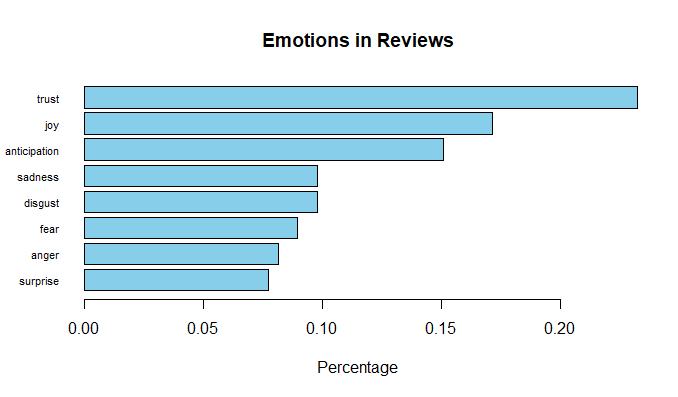 Emotions in Reviews
trust
joy
anticipation
sadness
disgust
fear
anger
surprise
0.00 0.05 0.10 0.15 0.20
Percentage